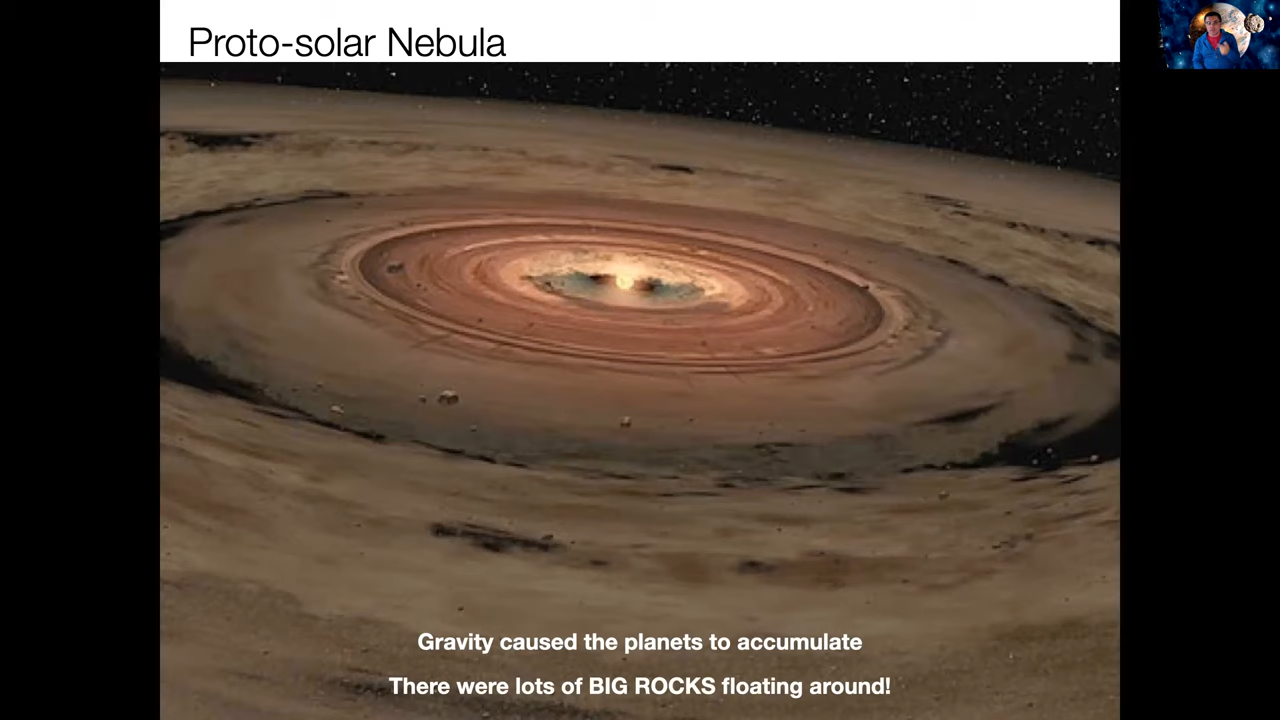 Proto-solar Nebula
Gravity caused the planets to accumulate
There were lots of BIG ROCKS floating around!